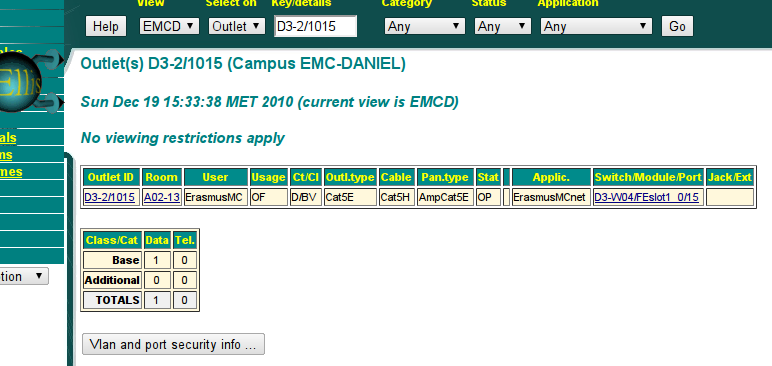 View Select on Key/details Category Status Application
Help EMCD Outlet D3-2/1015 Any Any Any Go
Ellis
als
ms
mes
tion
Outlet(s) D3-2/1015 (Campus EMC-DANIEL)
Sun Dec 19 15:33:38 MET 2010 (current view is EMCD)
No viewing restrictions apply
Outlet ID Room User Usage Ct/Cl Outl.type Cable Pan.type Stat Applic. Switch/Module/Port Jack/Ext
D3-2/1015 A02-13 ErasmusMC OF D/BV Cat5E Cat5H AmpCat5E OP ErasmusMCnet D3-W04/FEslot1_0/15
Class/Cat Data Tel.
Base 1 0
Additional 0 0
TOTALS 1 0
Vlan and port security info ...